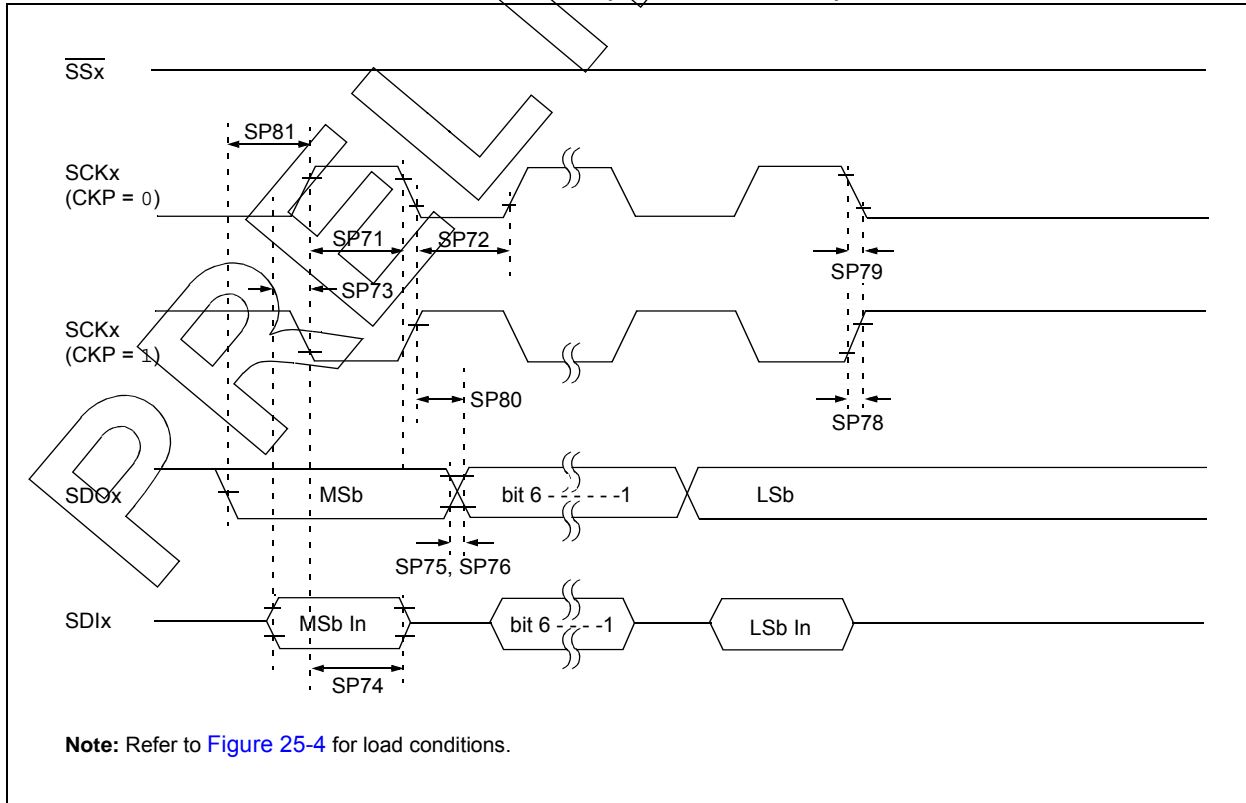 SSx
SP81
SCKx
(CKP = 0)
SP71
SP72
SP79
SP73
SCKx
(CKP = 1)
SP80
SP78
SDOx
MSb
bit 6 - - - - - - -1
LSb
SP75, SP76
SDIx
MSb In
bit 6 - - - - -1
LSb In
SP74
Note: Refer to Figure 25-4 for load conditions.